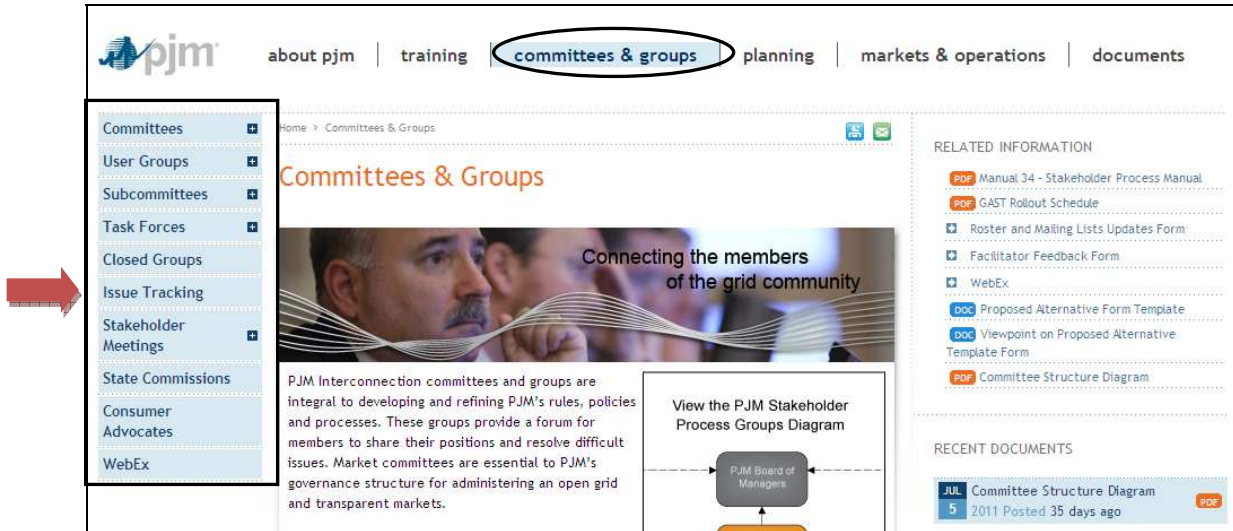 pjm
about pjm
training
committees & groups
planning
markets & operations
documents
Committees
User Groups
Subcommittees
Task Forces
Closed Groups
Issue Tracking
Stakeholder
Meetings
State Commissions
Consumer
Advocates
WebEx
Home > Committees & Groups
Committees & Groups
Connecting the members
of the grid community
PJM Interconnection committees and groups are
integral to developing and refining PJM's rules, policies
and processes. These groups provide a forum for
members to share their positions and resolve difficult
issues. Market committees are essential to PJM's
governance structure for administering an open grid
and transparent markets.
View the PJM Stakeholder
Process Groups Diagram
PJM Board of
Managers
RELATED INFORMATION
PDF Manual 34 - Stakeholder Process Manual
PDF GAST Rollout Schedule
Roster and Mailing Lists Updates Form
Facilitator Feedback Form
WebEx
DOC Proposed Alternative Form Template
DOC Viewpoint on Proposed Alternative
Template Form
PDF Committee Structure Diagram
RECENT DOCUMENTS
JUL Committee Structure Diagram
5 2011 Posted 35 days ago PDF